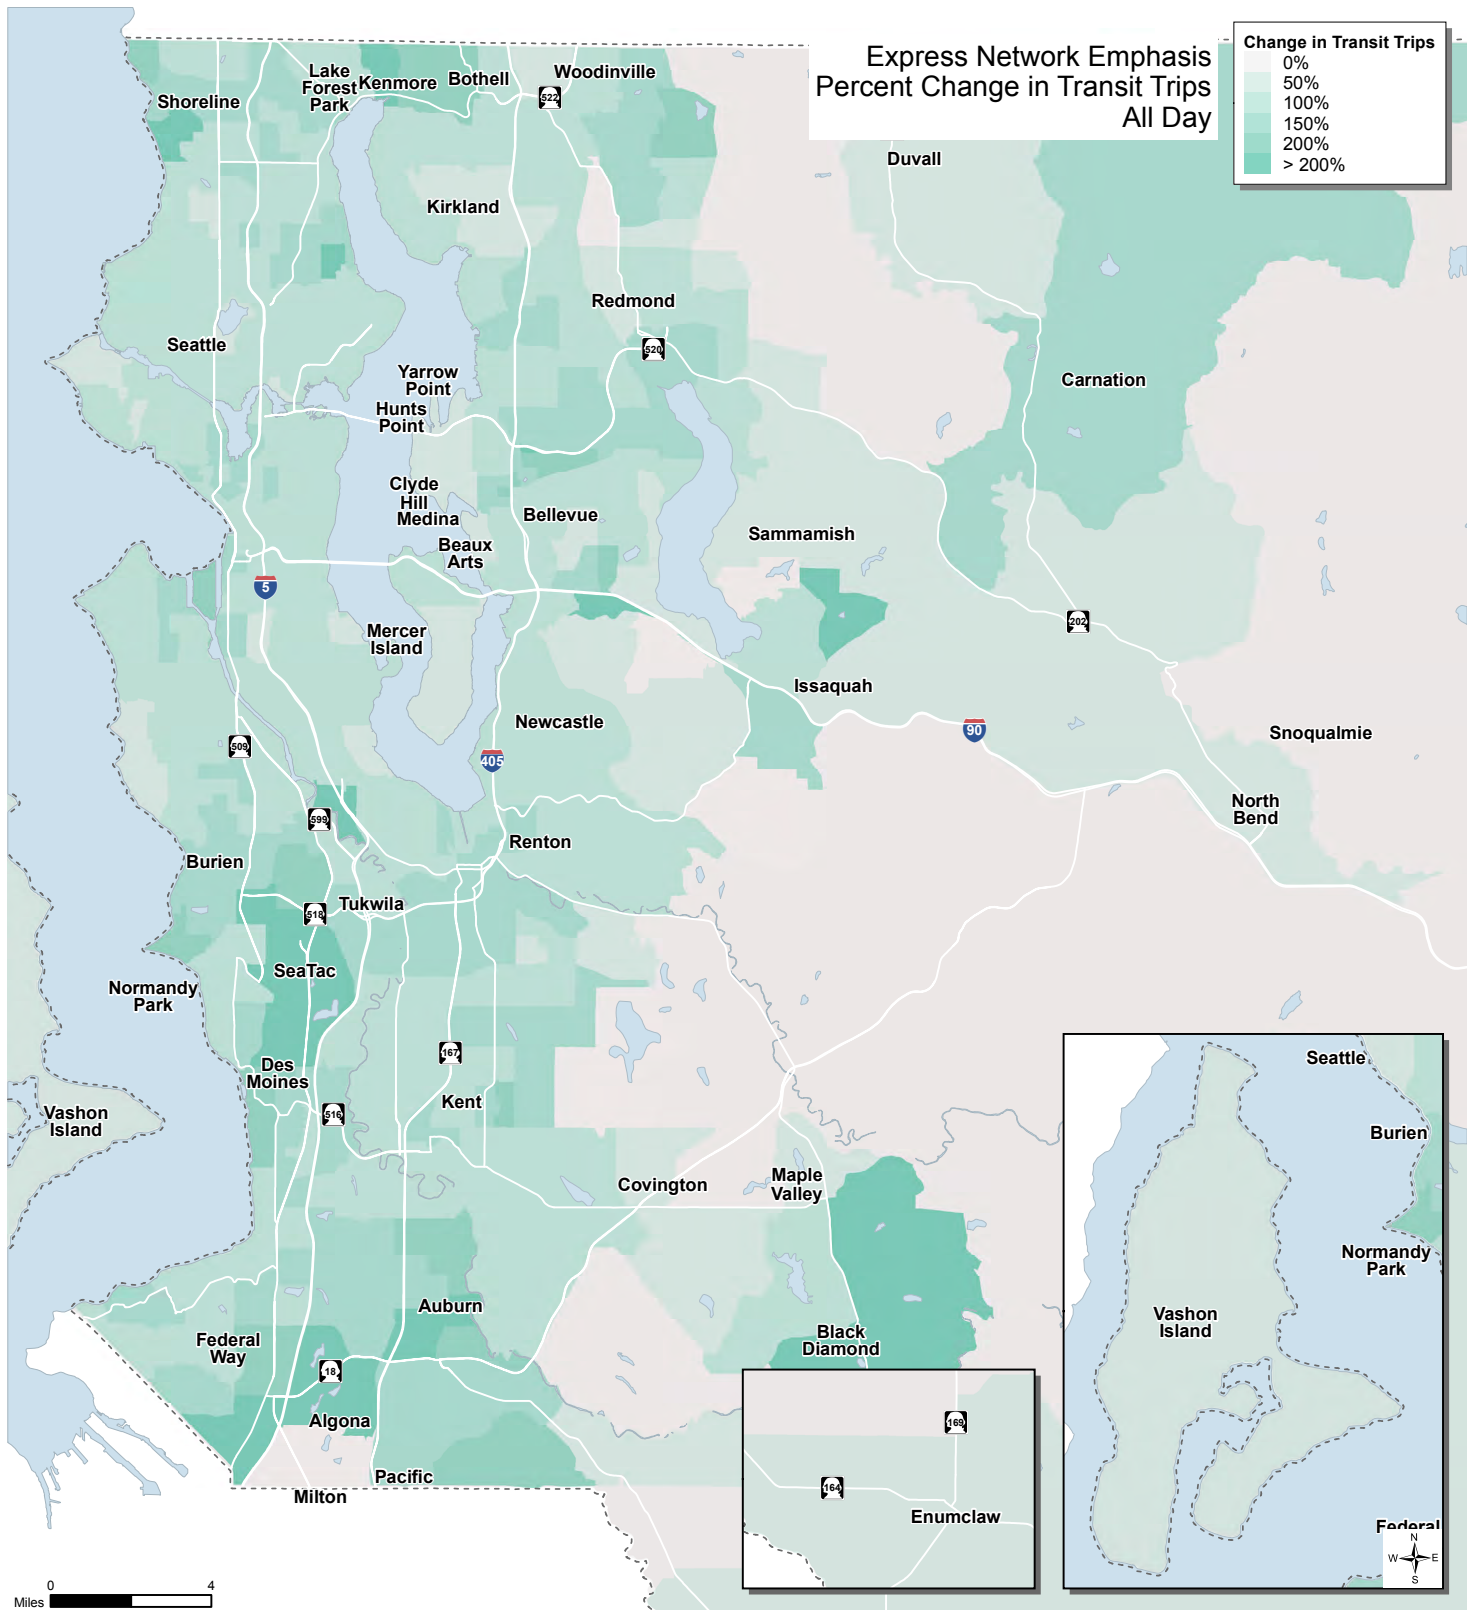 Express Network Emphasis
Percent Change in Transit Trips
All Day
Change in Transit Trips
0%
50%
100%
150%
200%
> 200%
Lake
Forest
Park
Kenmore
Bothell
Woodinville
Shoreline
522
Duvall
Kirkland
Redmond
520
Seattle
Yarrow
Point
Hunts
Point
Carnation
Clyde
Hill
Medina
Bellevue
Beaux
Arts
Sammamish
5
Mercer
Island
202
Issaquah
Newcastle
90
Snoqualmie
509
405
North
Bend
599
Renton
Burien
518
Tukwila
SeaTac
Normandy
Park
Des
Moines
167
Kent
516
Vashon
Island
Covington
Maple
Valley
Auburn
Federal
Way
Black
Diamond
18
Algona
Pacific
Milton
169
164
Enumclaw
Seattle
Burien
Normandy
Park
Vashon
Island
Federal
N
W
E
S
0
4
Miles